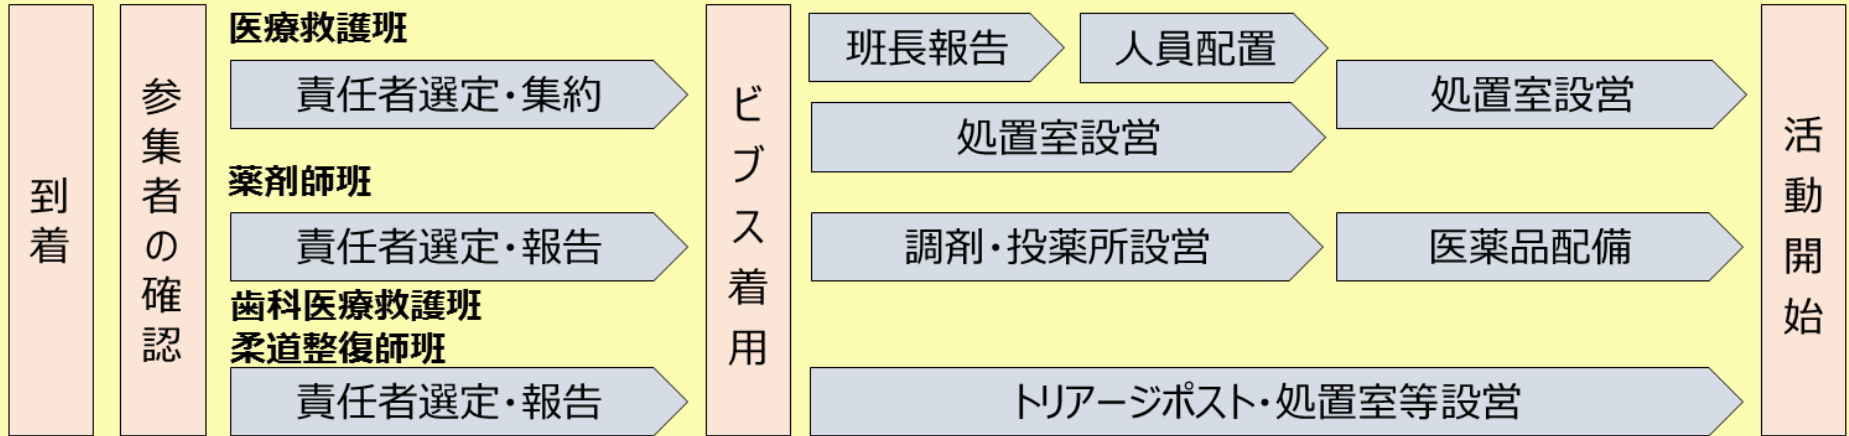 到着
参集者の確認
医療救護班
責任者選定・集約
薬剤師班
責任者選定・報告
歯科医療救護班
柔道整復師班
責任者選定・報告
ビブス着用
班長報告
人員配置
処置室設営
処置室設営
調剤・投薬所設営
医薬品配備
トリアージポスト・処置室等設営
活動開始